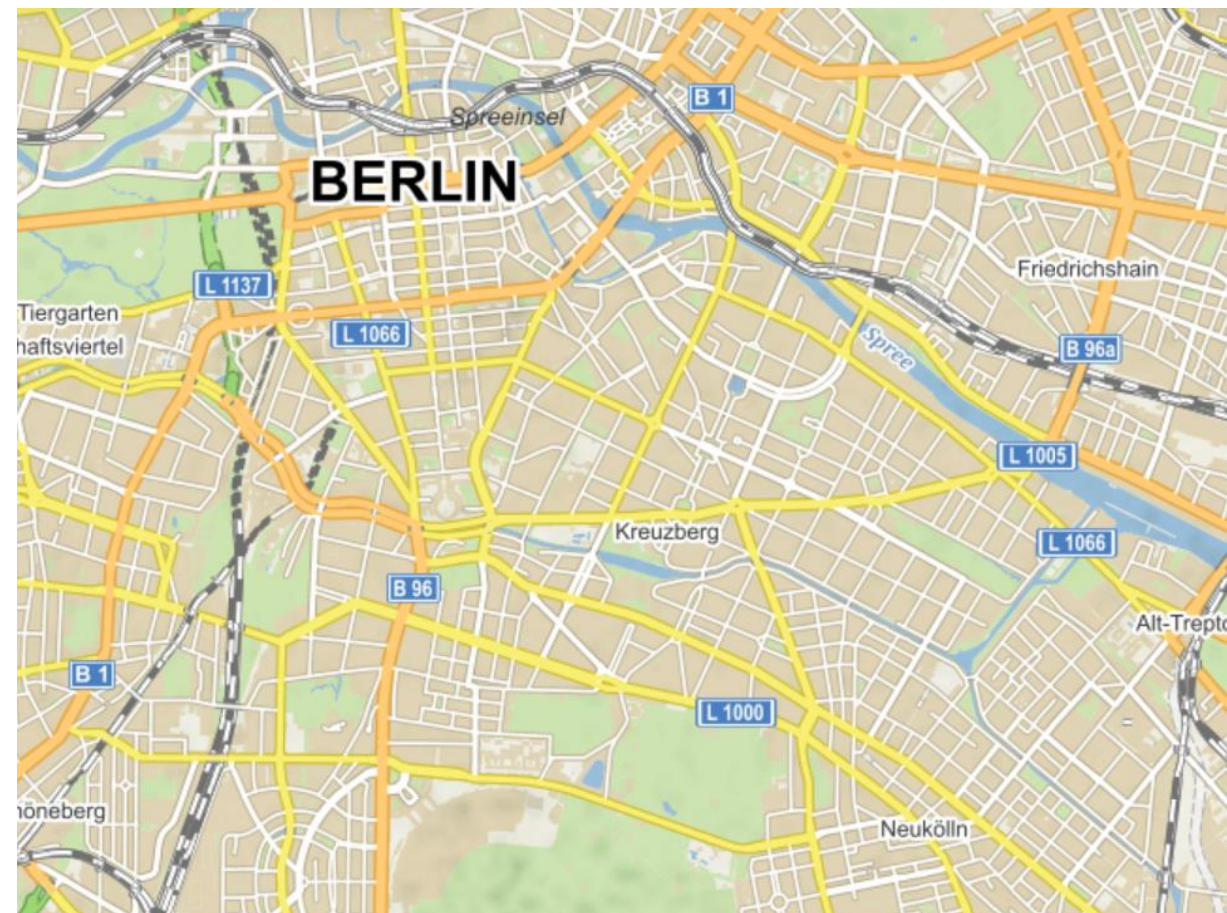 B 1
Spreeinsel
BERLIN
Friedrichshain
L 1137
Tiergarten
L 1066
haftsviertel
Spree
B 96a
L 1005
Kreuzberg
L 1066
B 96
Alt-Trepto
B 1
L 1000
höneberg
Neukölln